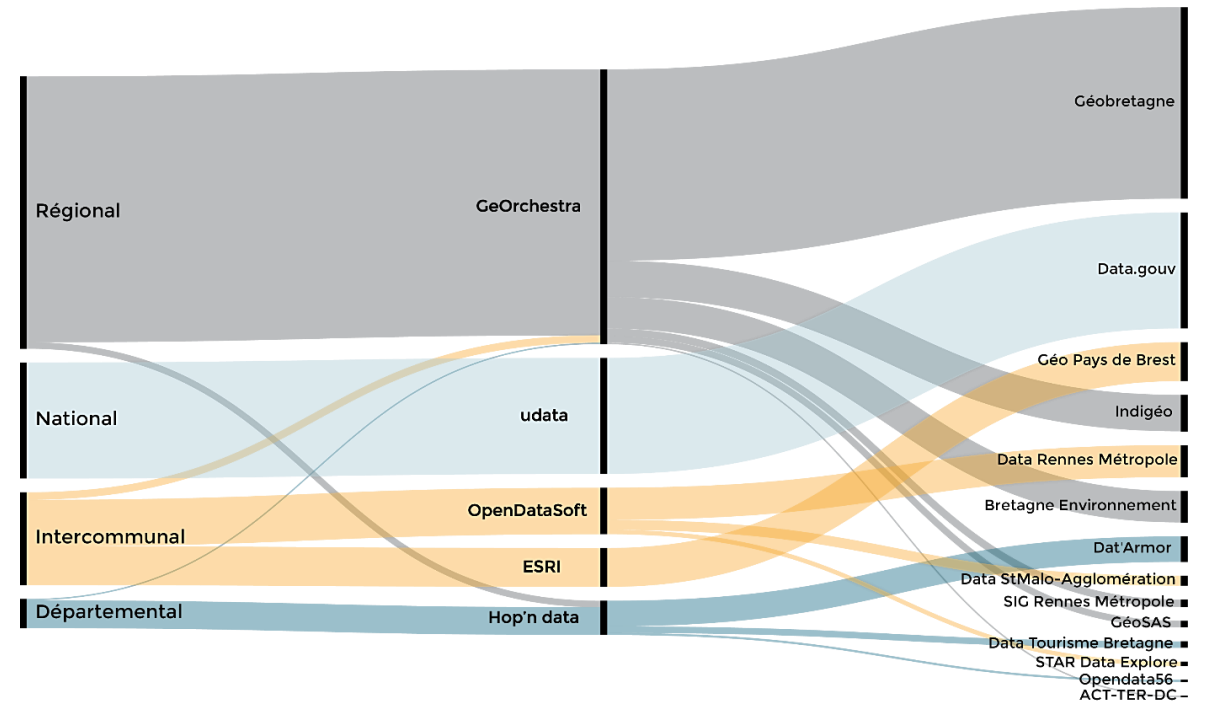 Régional
National
Intercommunal
Départemental
GeOrchestra
udata
OpenDataSoft
ESRI
Hop'n data
Géobretagne
Data.gouv
Géo Pays de Brest
Indigéo
Data Rennes Métropole
Bretagne Environnement
Dat'Armor
Data StMalo-Agglomération
SIG Rennes Métropole
GéoSAS
Data Tourisme Bretagne
STAR Data Explore
Opendata56
ACT-TER-DC